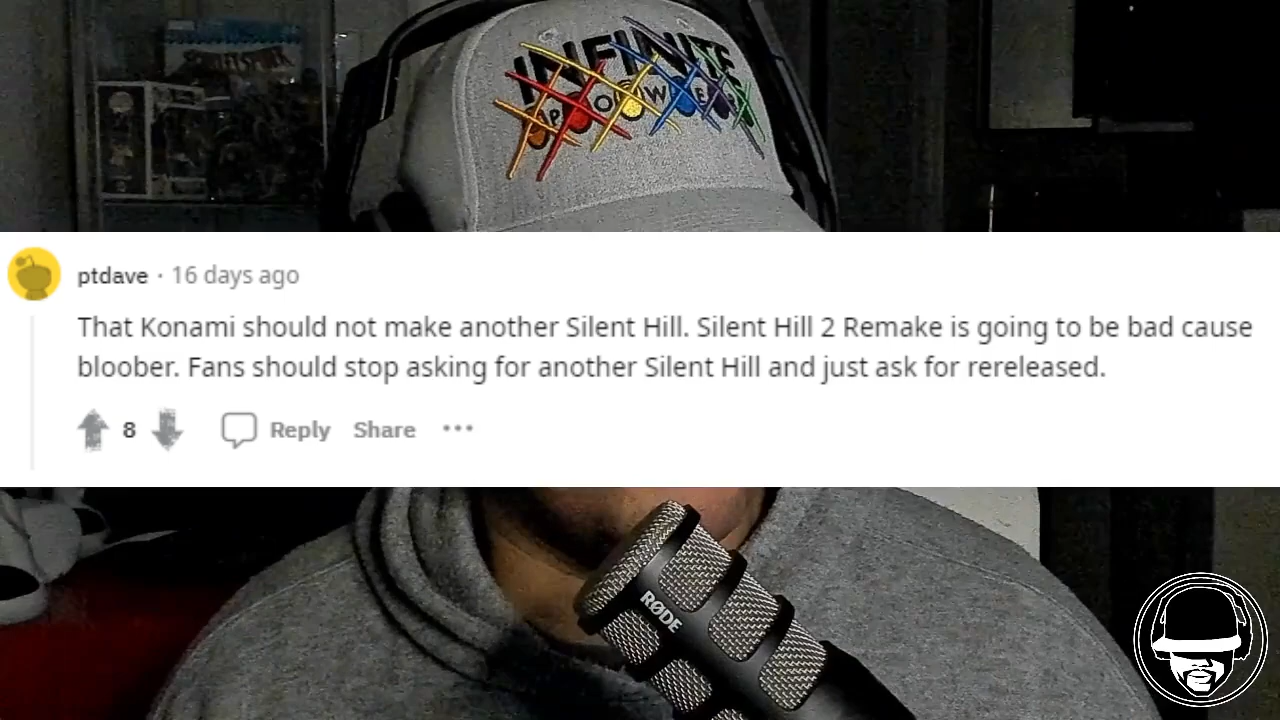 INFINITE
POWER
ptdave · 16 days ago
That Konami should not make another Silent Hill. Silent Hill 2 Remake is going to be bad cause
bloober. Fans should stop asking for another Silent Hill and just ask for rereleased.
8 Reply Share ···
RØDE